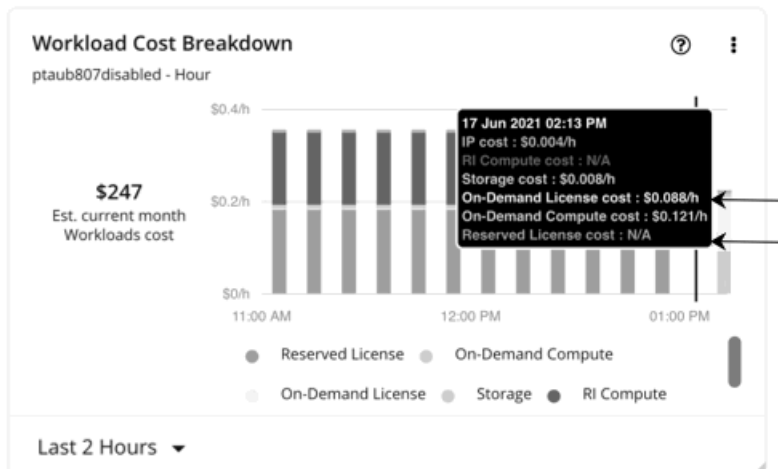 Workload Cost Breakdown
ptaub807disabled - Hour
$247
Est. current month
Workloads cost
$0.4/h
$0.2/h
$0/h
17 Jun 2021 02:13 PM
IP cost : $0.004/h
RI Compute cost : N/A
Storage cost : $0.008/h
On-Demand License cost : $0.088/h
On-Demand Compute cost : $0.121/h
Reserved License cost : N/A
11:00 AM 12:00 PM 01:00 PM
Reserved License On-Demand Compute
On-Demand License Storage RI Compute
Last 2 Hours